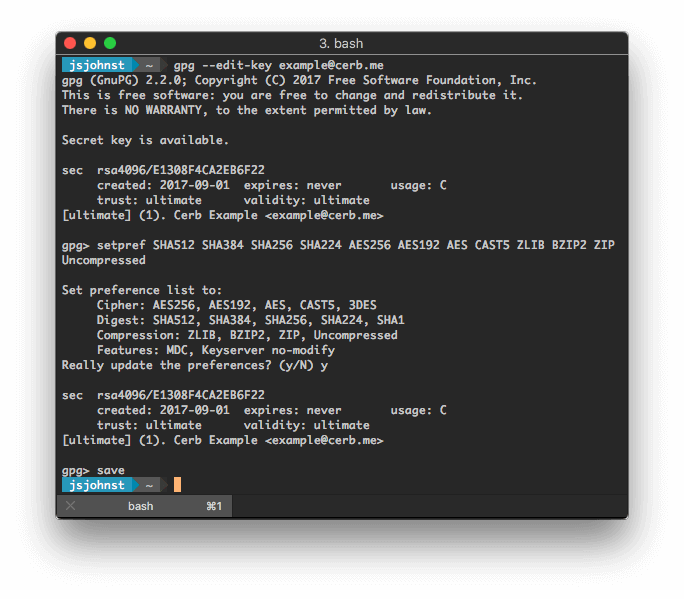 3. bash
jsjohnst ~ gpg --edit-key example@cerb.me
gpg (GnuPG) 2.2.0; Copyright (C) 2017 Free Software Foundation, Inc.
This is free software: you are free to change and redistribute it.
There is NO WARRANTY, to the extent permitted by law.
Secret key is available.
sec  rsa4096/E1308F4CA2EB6F22
created: 2017-09-01  expires: never       usage: C
trust: ultimate      validity: ultimate
[ultimate] (1). Cerb Example <example@cerb.me>
gpg> setpref SHA512 SHA384 SHA256 SHA224 AES256 AES192 AES CAST5 ZLIB BZIP2 ZIP
Uncompressed
Set preference list to:
Cipher: AES256, AES192, AES, CAST5, 3DES
Digest: SHA512, SHA384, SHA256, SHA224, SHA1
Compression: ZLIB, BZIP2, ZIP, Uncompressed
Features: MDC, Keyserver no-modify
Really update the preferences? (y/N) y
sec  rsa4096/E1308F4CA2EB6F22
created: 2017-09-01  expires: never       usage: C
trust: ultimate      validity: ultimate
[ultimate] (1). Cerb Example <example@cerb.me>
gpg> save
jsjohnst ~
bash ⌘1